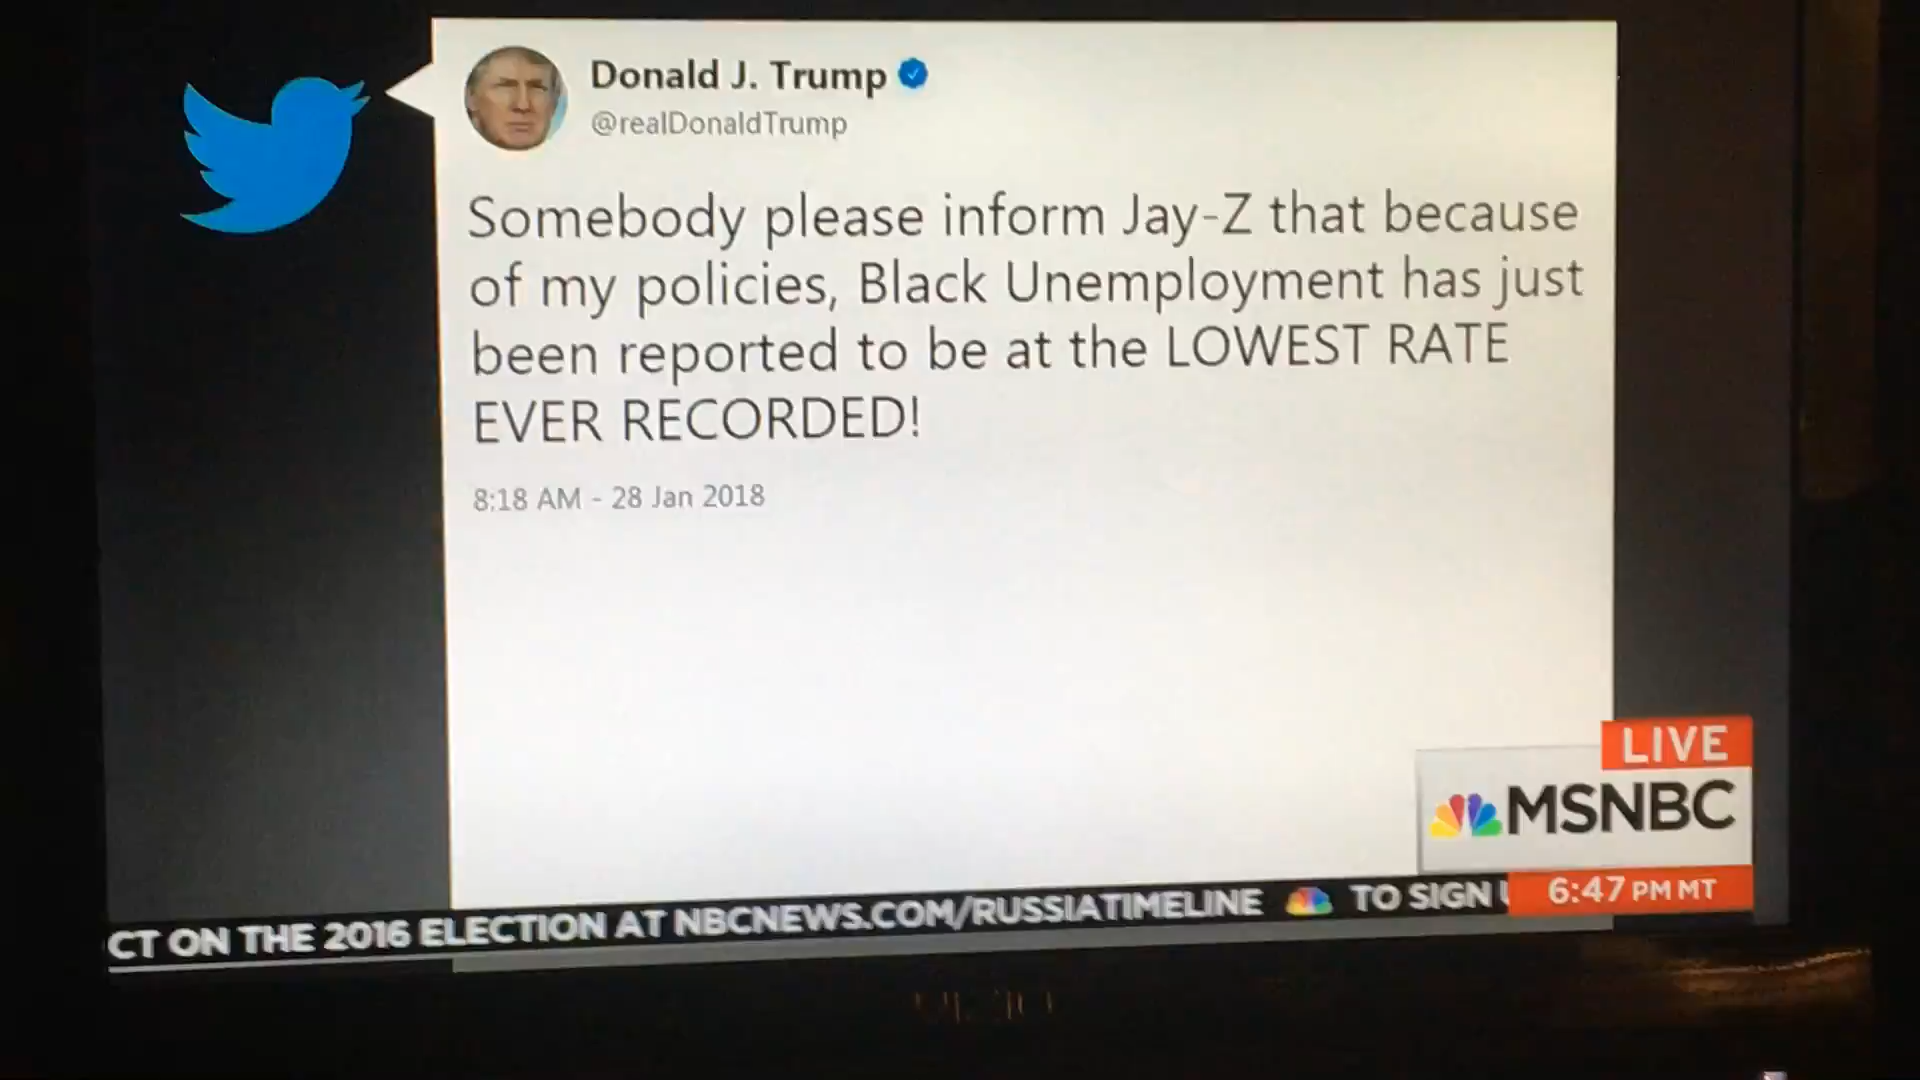 Donald J. Trump
@realDonaldTrump
Somebody please inform Jay-Z that because
of my policies, Black Unemployment has just
been reported to be at the LOWEST RATE
EVER RECORDED!
8:18 AM - 28 Jan 2018
LIVE
MSNBC
6:47 PM MT
CT ON THE 2016 ELECTION AT NBCNEWS.COM/RUSSIATIMELINE TO SIGN